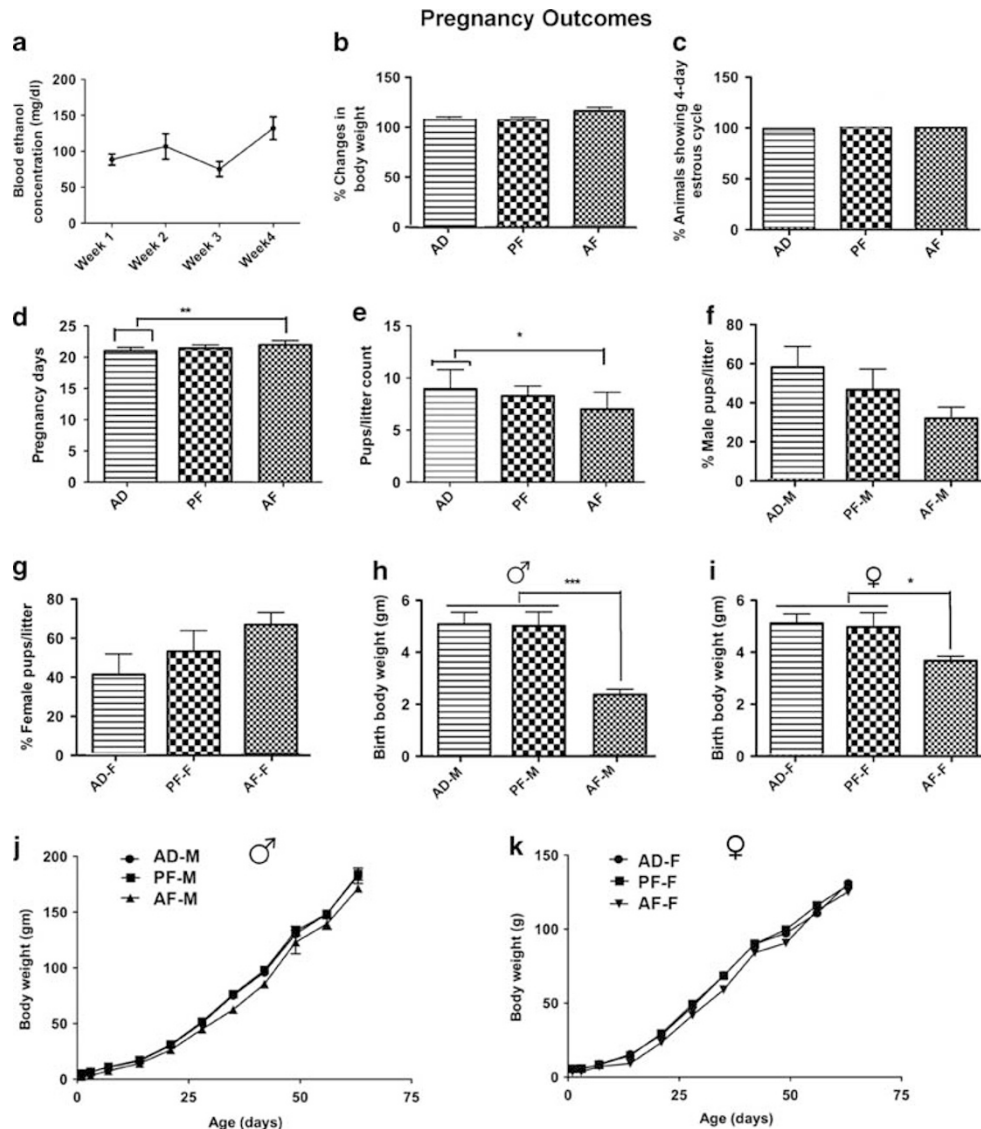 Pregnancy Outcomes
a
Blood ethanol
concentration (mg/dl)
200
150
100
50
0
Week 1
Week 2
Week 3
Week4
b
% Changes in
body weight
150
100
50
0
AD
PF
AF
c
% Animals showing 4-day
estrous cycle
150
100
50
0
AD
PF
AF
d
Pregnancy days
25
20
15
10
5
0
**
AD
PF
AF
e
Pups/litter count
15
10
5
0
*
AD
PF
AF
f
% Male pups/litter
80
60
40
20
0
AD-M
PF-M
AF-M
g
% Female pups/litter
80
60
40
20
0
AD-F
PF-F
AF-F
h
♂
Birth body weight (gm)
6
4
2
0
***
AD-M
PF-M
AF-M
i
♀
Birth body weight (gm)
6
4
2
0
*
AD-F
PF-F
AF-F
j
♂
AD-M
PF-M
AF-M
Body weight (gm)
200
150
100
50
0
0
25
50
75
Age (days)
k
♀
AD-F
PF-F
AF-F
Body weight (g)
150
100
50
0
0
25
50
75
Age (days)